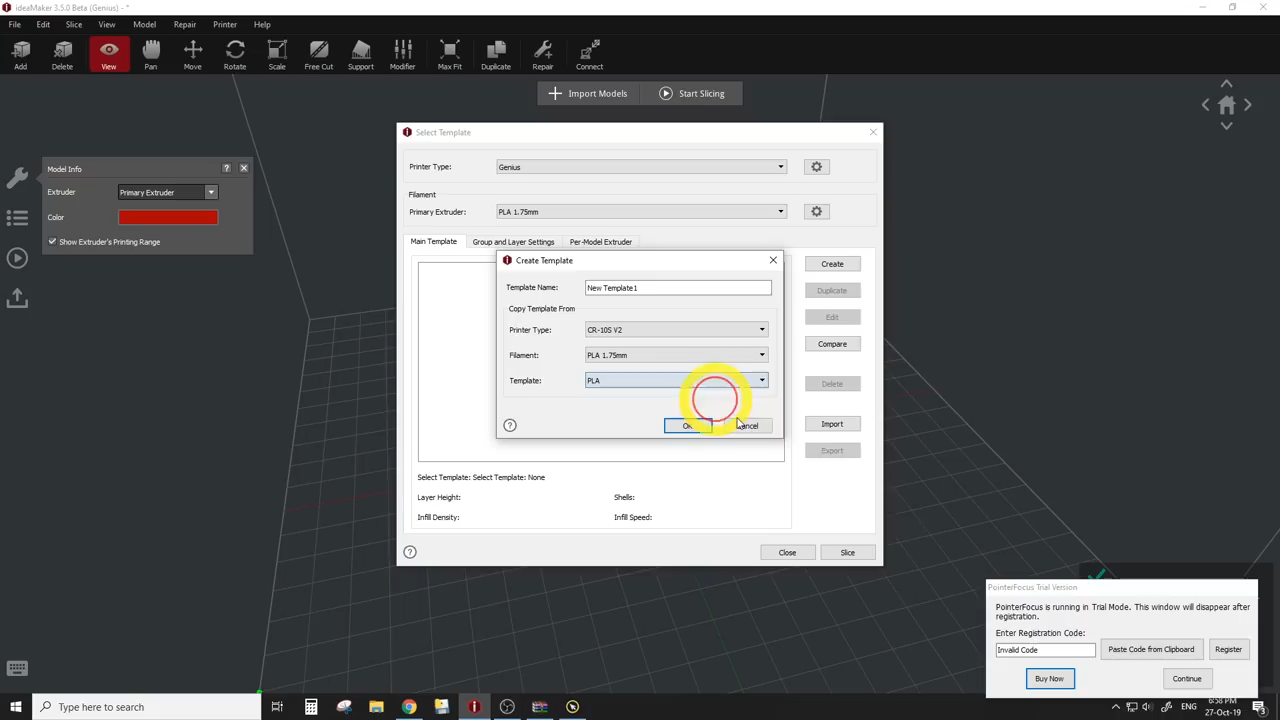 ideaMaker 3.5.0 Beta (Genius) - *
File Edit Slice View Model Repair Printer Help
Add Delete View Pan Move Rotate Scale Free Cut Support Modifier Max Fit Duplicate Repair Connect
Import Models Start Slicing
Select Template
Model Info ?
Printer Type: Genius
Extruder Primary Extruder
Filament
Primary Extruder: PLA 1.75mm
Color
Show Extruder's Printing Range
Main Template Group and Layer Settings Per-Model Extruder
Create Template
Create
Template Name: New Template1
Duplicate
Copy Template From
Edit
Printer Type: CR-10S V2
Compare
Filament: PLA 1.75mm
Template: PLA
Delete
?
Import
Export
Select Template: Select Template: None
Layer Height: Shells:
Infill Density: Infill Speed:
? Close Slice
PointerFocus Trial Version
PointerFocus is running in Trial Mode. This window will disappear after
registration.
Enter Registration Code:
Invalid Code Paste Code from Clipboard Register
Buy Now Continue
Type here to search
ENG
6:58 PM
27-Oct-19